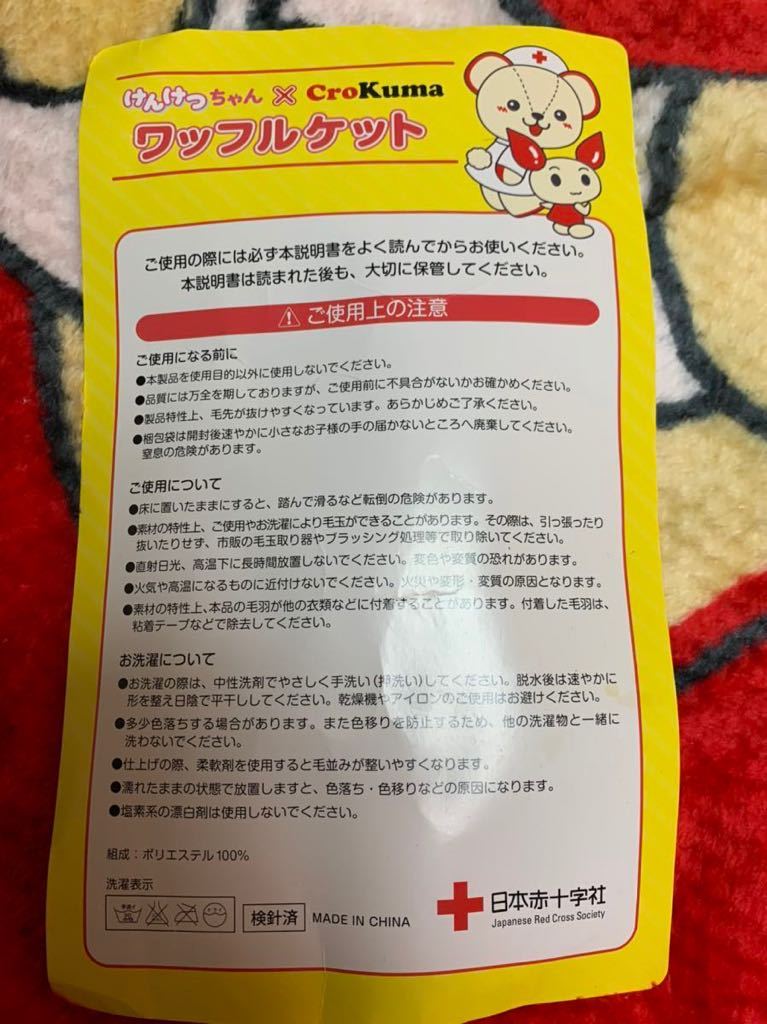 けんけつちゃん × CroKuma
ワッフルケット
ご使用の際には必ず本説明書をよく読んでからお使いください。
本説明書は読まれた後も、大切に保管してください。
ご使用上の注意
ご使用になる前に
●本製品を使用目的以外に使用しないでください。
●品質には万全を期しておりますが、ご使用前に不具合がないかお確かめください。
●製品特性上、毛先が抜けやすくなっています。あらかじめご了承ください。
●梱包袋は開封後速やかに小さなお子様の手の届かないところへ廃棄してください。
窒息の危険があります。
ご使用について
●床に置いたままにすると、踏んで滑るなど転倒の危険があります。
●素材の特性上、ご使用やお洗濯により毛玉ができることがあります。その際は、引っ張ったり
抜いたりせず、市販の毛玉取り器やブラッシング処理等で取り除いてください。
●直射日光、高温下に長時間放置しないでください。変色や変質の恐れがあります。
●火気や高温になるものに近付けないでください。火災や変形・変質の原因となります。
●素材の特性上、本品の毛羽が他の衣類などに付着することがあります。付着した毛羽は、
粘着テープなどで除去してください。
お洗濯について
●お洗濯の際は、中性洗剤でやさしく手洗い(押洗い)してください。脱水後は速やかに
形を整え日陰で平干ししてください。乾燥機やアイロンのご使用はお避けください。
●多少色落ちする場合があります。また色移りを防止するため、他の洗濯物と一緒に
洗わないでください。
●仕上げの際、柔軟剤を使用すると毛並みが整いやすくなります。
●濡れたままの状態で放置しますと、色落ち・色移りなどの原因になります。
●塩素系の漂白剤は使用しないでください。
組成：ポリエステル100%
洗濯表示
検針済 MADE IN CHINA
日本赤十字社
Japanese Red Cross Society